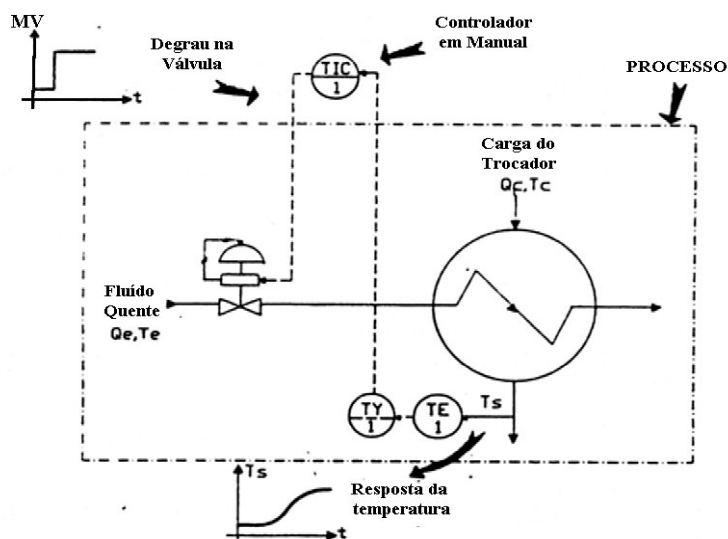 MV
t
Degrau na
Válvula
Controlador
em Manual
TIC
1
PROCESSO
Carga do
Trocador
Qc,Tc
Fluído
Quente
Qe,Te
TY
1
TE
1
Ts
Ts
t
Resposta da
temperatura